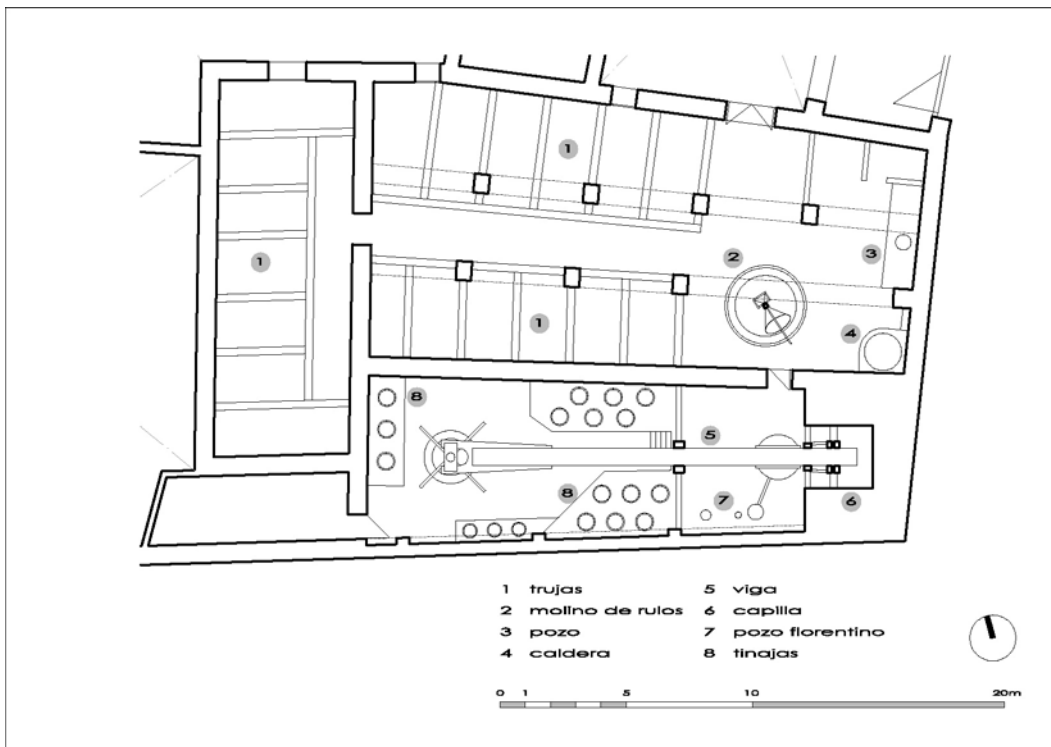 1
1
2
3
1
4
8
5
8
7
6
1 trujas
2 molino de rulos
3 pozo
4 caldera
5 viga
6 capilla
7 pozo florentino
8 tinajas
0 1 5 10 20m